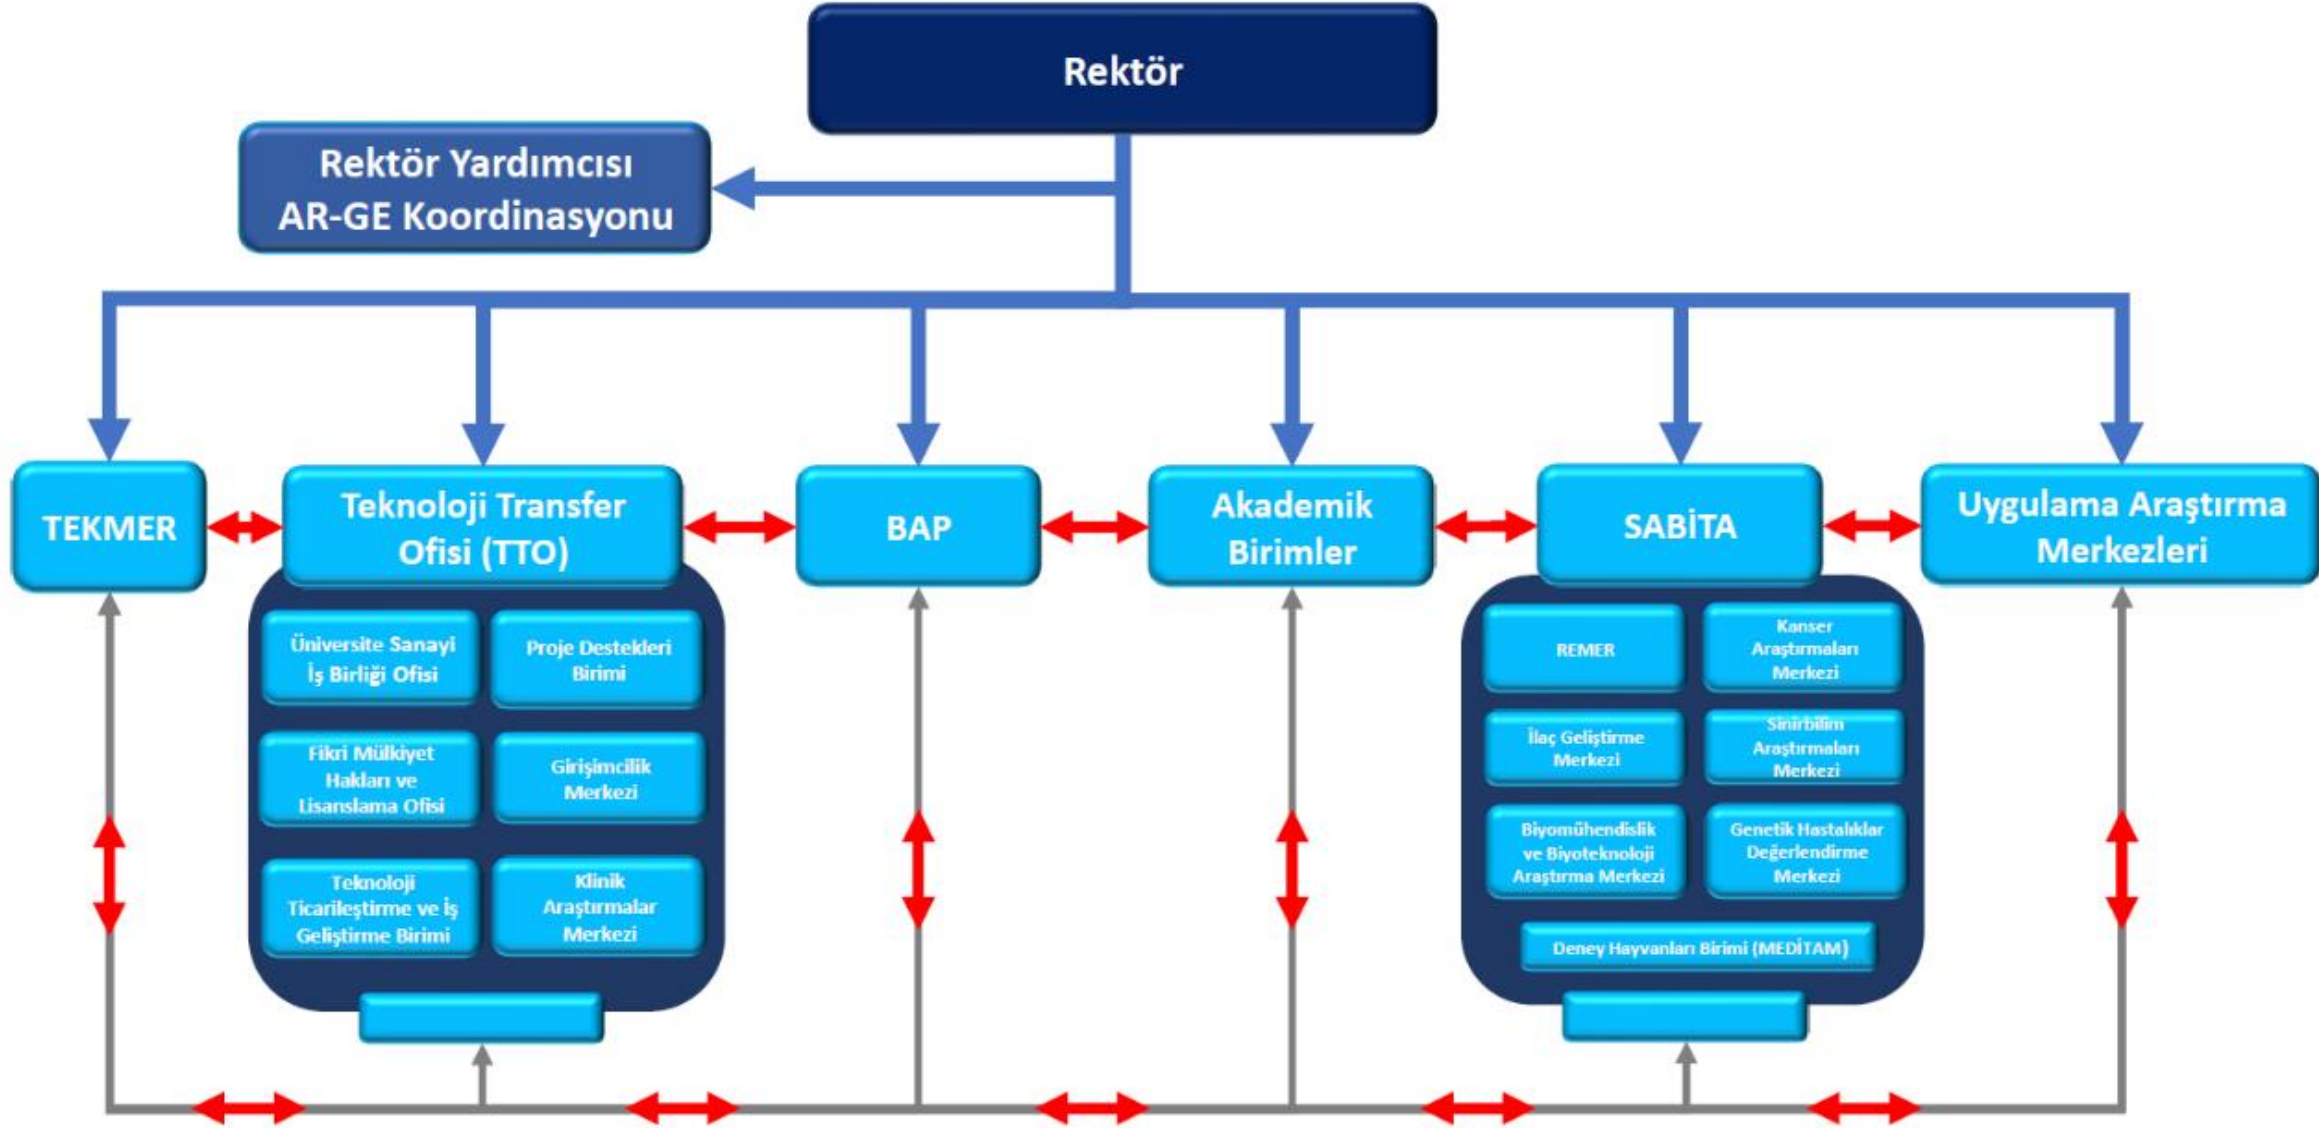 Rektör
Rektör Yardımcısı
AR-GE Koordinasyonu
TEKMER
Teknoloji Transfer
Ofisi (TTO)
BAP
Akademik
Birimler
SABİTA
Uygulama Araştırma
Merkezleri
Üniversite Sanayi
İş Birliği Ofisi
Proje Destekleri
Birimi
Fikri Mülkiyet
Hakları ve
Lisanslama Ofisi
Girişimcilik
Merkezi
Teknoloji
Ticarileştirme ve İş
Geliştirme Birimi
Klinik
Araştırmalar
Merkezi
REMER
Kanser
Araştırmaları
Merkezi
İlaç Geliştirme
Merkezi
Sinirbilim
Araştırmaları
Merkezi
Biyomühendislik
ve Biyoteknoloji
Araştırma Merkezi
Genetik Hastalıklar
Değerlendirme
Merkezi
Deney Hayvanları Birimi (MEDİTAM)